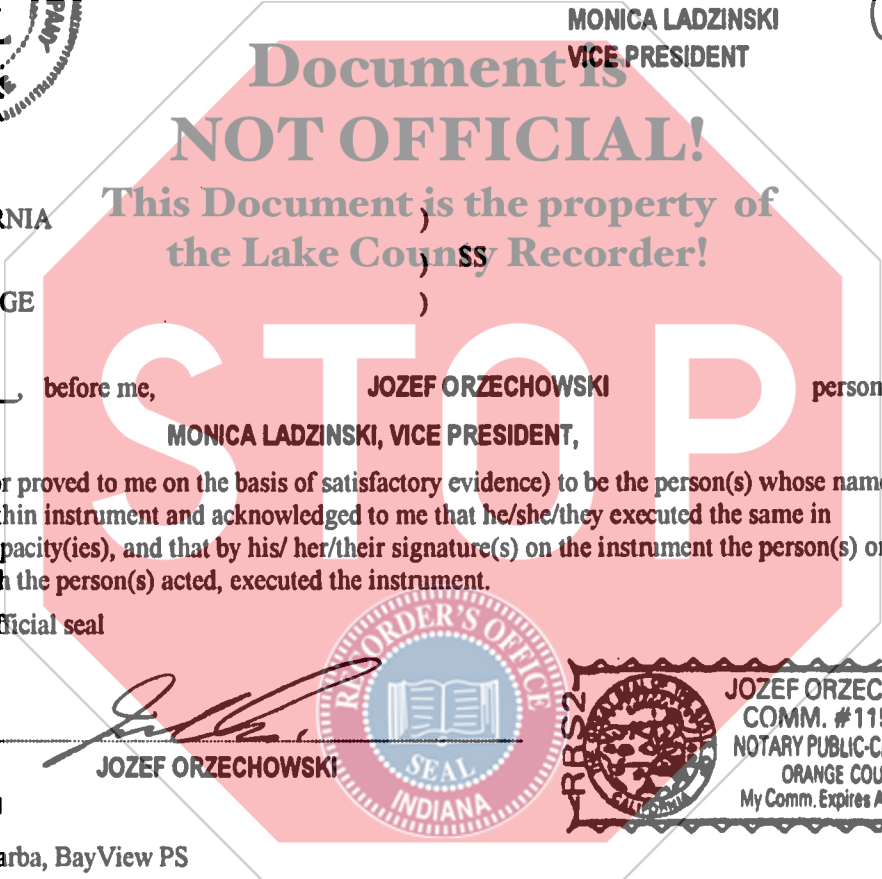 PANY
MONICA LADZINSKI
VICE PRESIDENT
Document is
NOT OFFICIAL!
This Document is the property of
the Lake County Recorder!
RNIA )
) SS
GE )
STOP
before me, JOZEF ORZECHOWSKI person
MONICA LADZINSKI, VICE PRESIDENT,
r proved to me on the basis of satisfactory evidence) to be the person(s) whose name
thin instrument and acknowledged to me that he/she/they executed the same in
pacity(ies), and that by his/ her/their signature(s) on the instrument the person(s) or
h the person(s) acted, executed the instrument.
fficial seal
RECORDER'S OFFICE
SEAL
INDIANA
JOZEF ORZECHOWSKI
RBS2
JOZEF ORZEC
COMM. #119
NOTARY PUBLIC-C
ORANGE COU
My Comm. Expires A
CALIFORNIA
arba, BayView PS